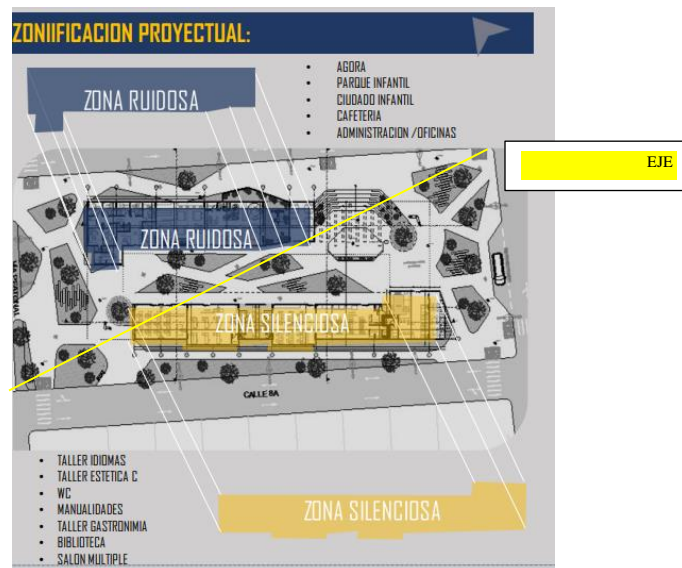 ZONIIFICACION PROYECTUAL:
• AGORA
• PARQUE INFANTIL
• CIUDADO INFANTIL
• CAFETERIA
• ADMINISTRACION /OFICINAS
ZONA RUIDOSA
EJE
ZONA RUIDOSA
ZONA SILENCIOSA
CALLE 8A
• TALLER IDIOMAS
• TALLER ESTETICA C
• WC
• MANUALIDADES
• TALLER GASTRONIMIA
• BIBLIOTECA
• SALON MULTIPLE
ZONA SILENCIOSA